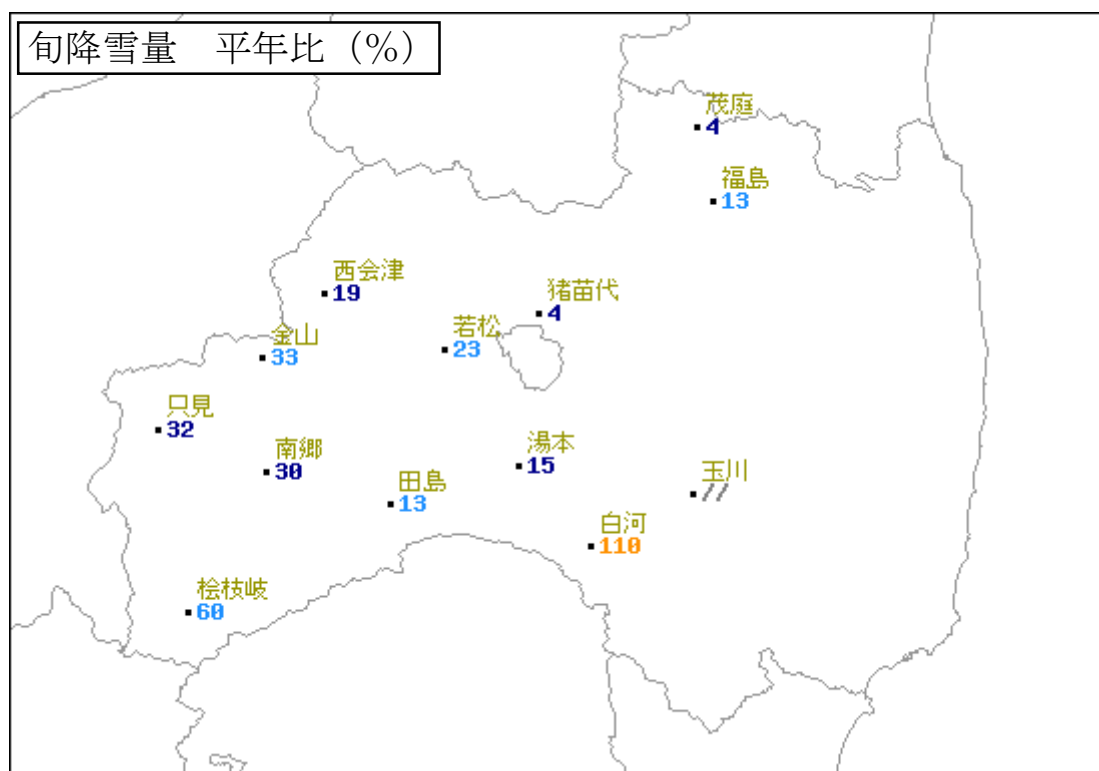 旬降雪量　平年比（％）
茂庭
4
福島
13
西会津
19
猪苗代
4
金山
33
若松
23
只見
32
南郷
30
湯本
15
田島
13
玉川
//
白河
110
桧枝岐
60